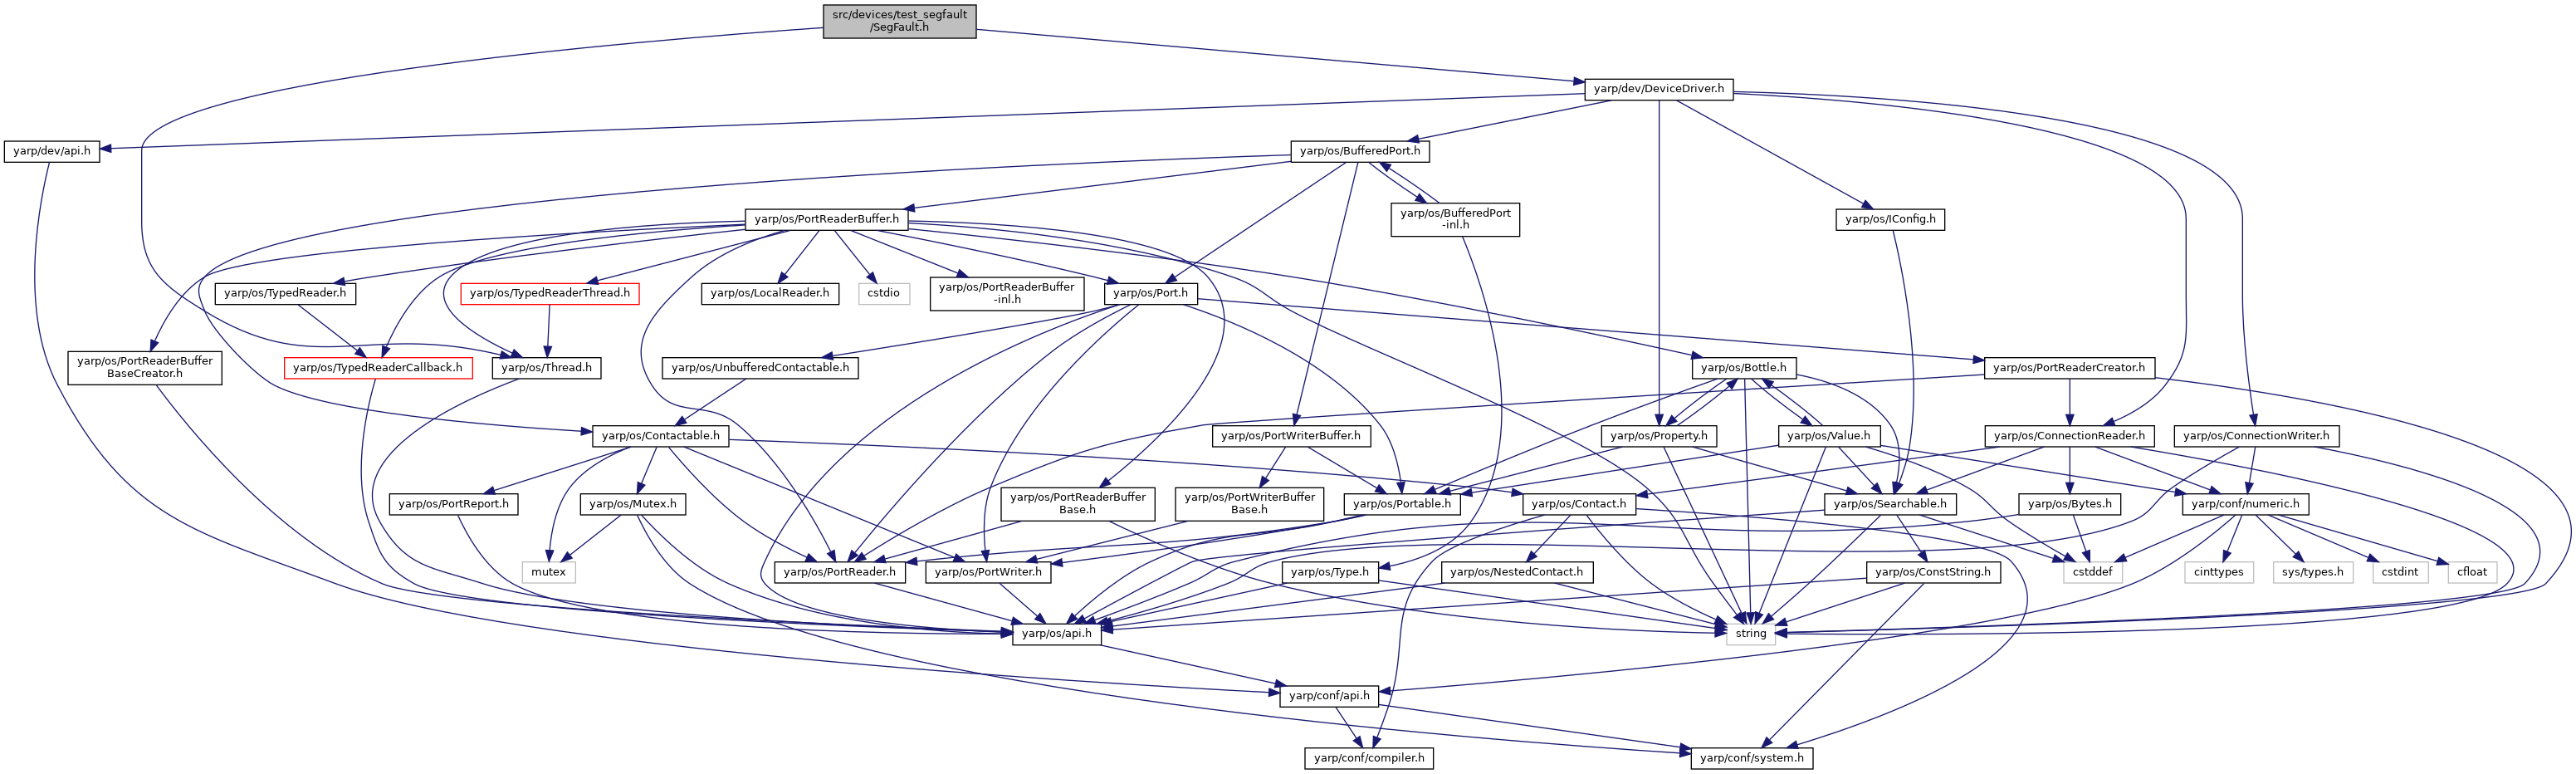 src/devices/test_segfault
/SegFault.h
yarp/dev/DeviceDriver.h
yarp/dev/api.h
yarp/os/BufferedPort.h
yarp/os/PortReaderBuffer.h
yarp/os/BufferedPort
-inl.h
yarp/os/IConfig.h
yarp/os/TypedReader.h
yarp/os/TypedReaderThread.h
yarp/os/LocalReader.h
cstdio
yarp/os/PortReaderBuffer
-inl.h
yarp/os/Port.h
yarp/os/PortReaderBuffer
BaseCreator.h
yarp/os/TypedReaderCallback.h
yarp/os/Thread.h
yarp/os/UnbufferedContactable.h
yarp/os/Bottle.h
yarp/os/PortReaderCreator.h
yarp/os/Contactable.h
yarp/os/PortWriterBuffer.h
yarp/os/Property.h
yarp/os/Value.h
yarp/os/ConnectionReader.h
yarp/os/ConnectionWriter.h
yarp/os/PortReport.h
yarp/os/Mutex.h
yarp/os/PortReaderBuffer
Base.h
yarp/os/PortWriterBuffer
Base.h
yarp/os/Portable.h
yarp/os/Contact.h
yarp/os/Searchable.h
yarp/os/Bytes.h
yarp/conf/numeric.h
mutex
yarp/os/PortReader.h
yarp/os/PortWriter.h
yarp/os/Type.h
yarp/os/NestedContact.h
yarp/os/ConstString.h
cstddef
cinttypes
sys/types.h
cstdint
cfloat
yarp/os/api.h
string
yarp/conf/api.h
yarp/conf/compiler.h
yarp/conf/system.h